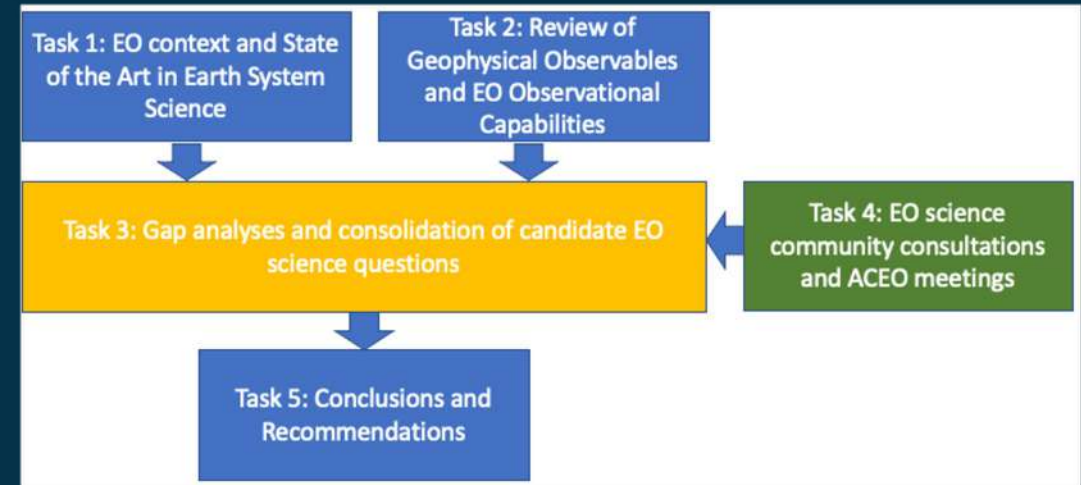 Task 1: EO context and State
of the Art in Earth System
Science
Task 2: Review of
Geophysical Observables
and EO Observational
Capabilities
Task 3: Gap analyses and consolidation of candidate EO
science questions
Task 4: EO science
community consultations
and ACEO meetings
Task 5: Conclusions and
Recommendations